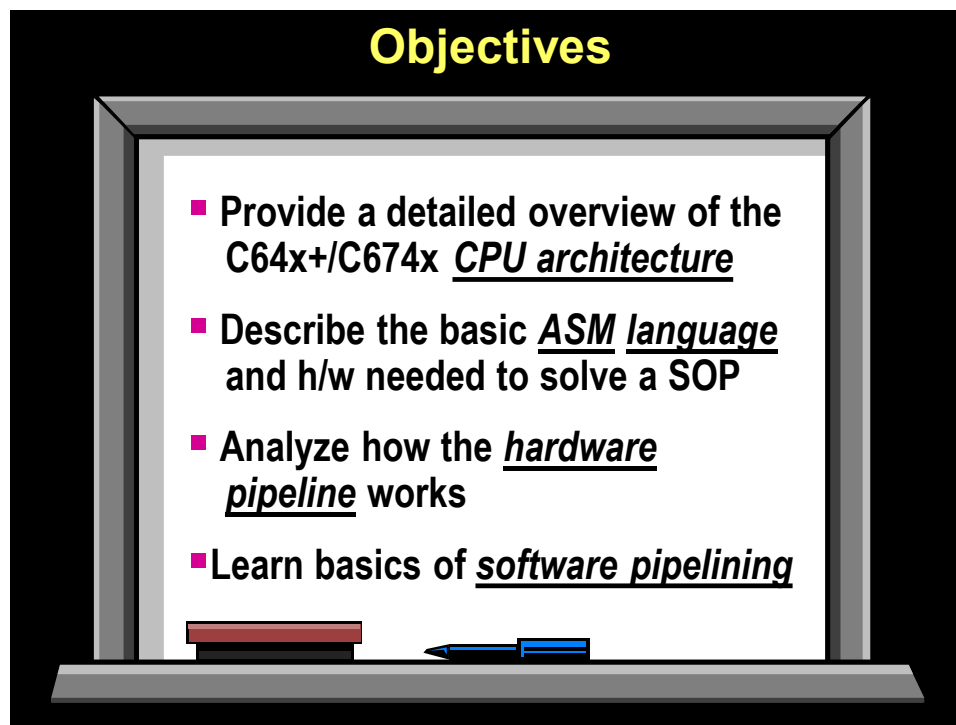 Objectives
▪ Provide a detailed overview of the
C64x+/C674x CPU architecture
▪ Describe the basic ASM language
and h/w needed to solve a SOP
▪ Analyze how the hardware
pipeline works
▪Learn basics of software pipelining